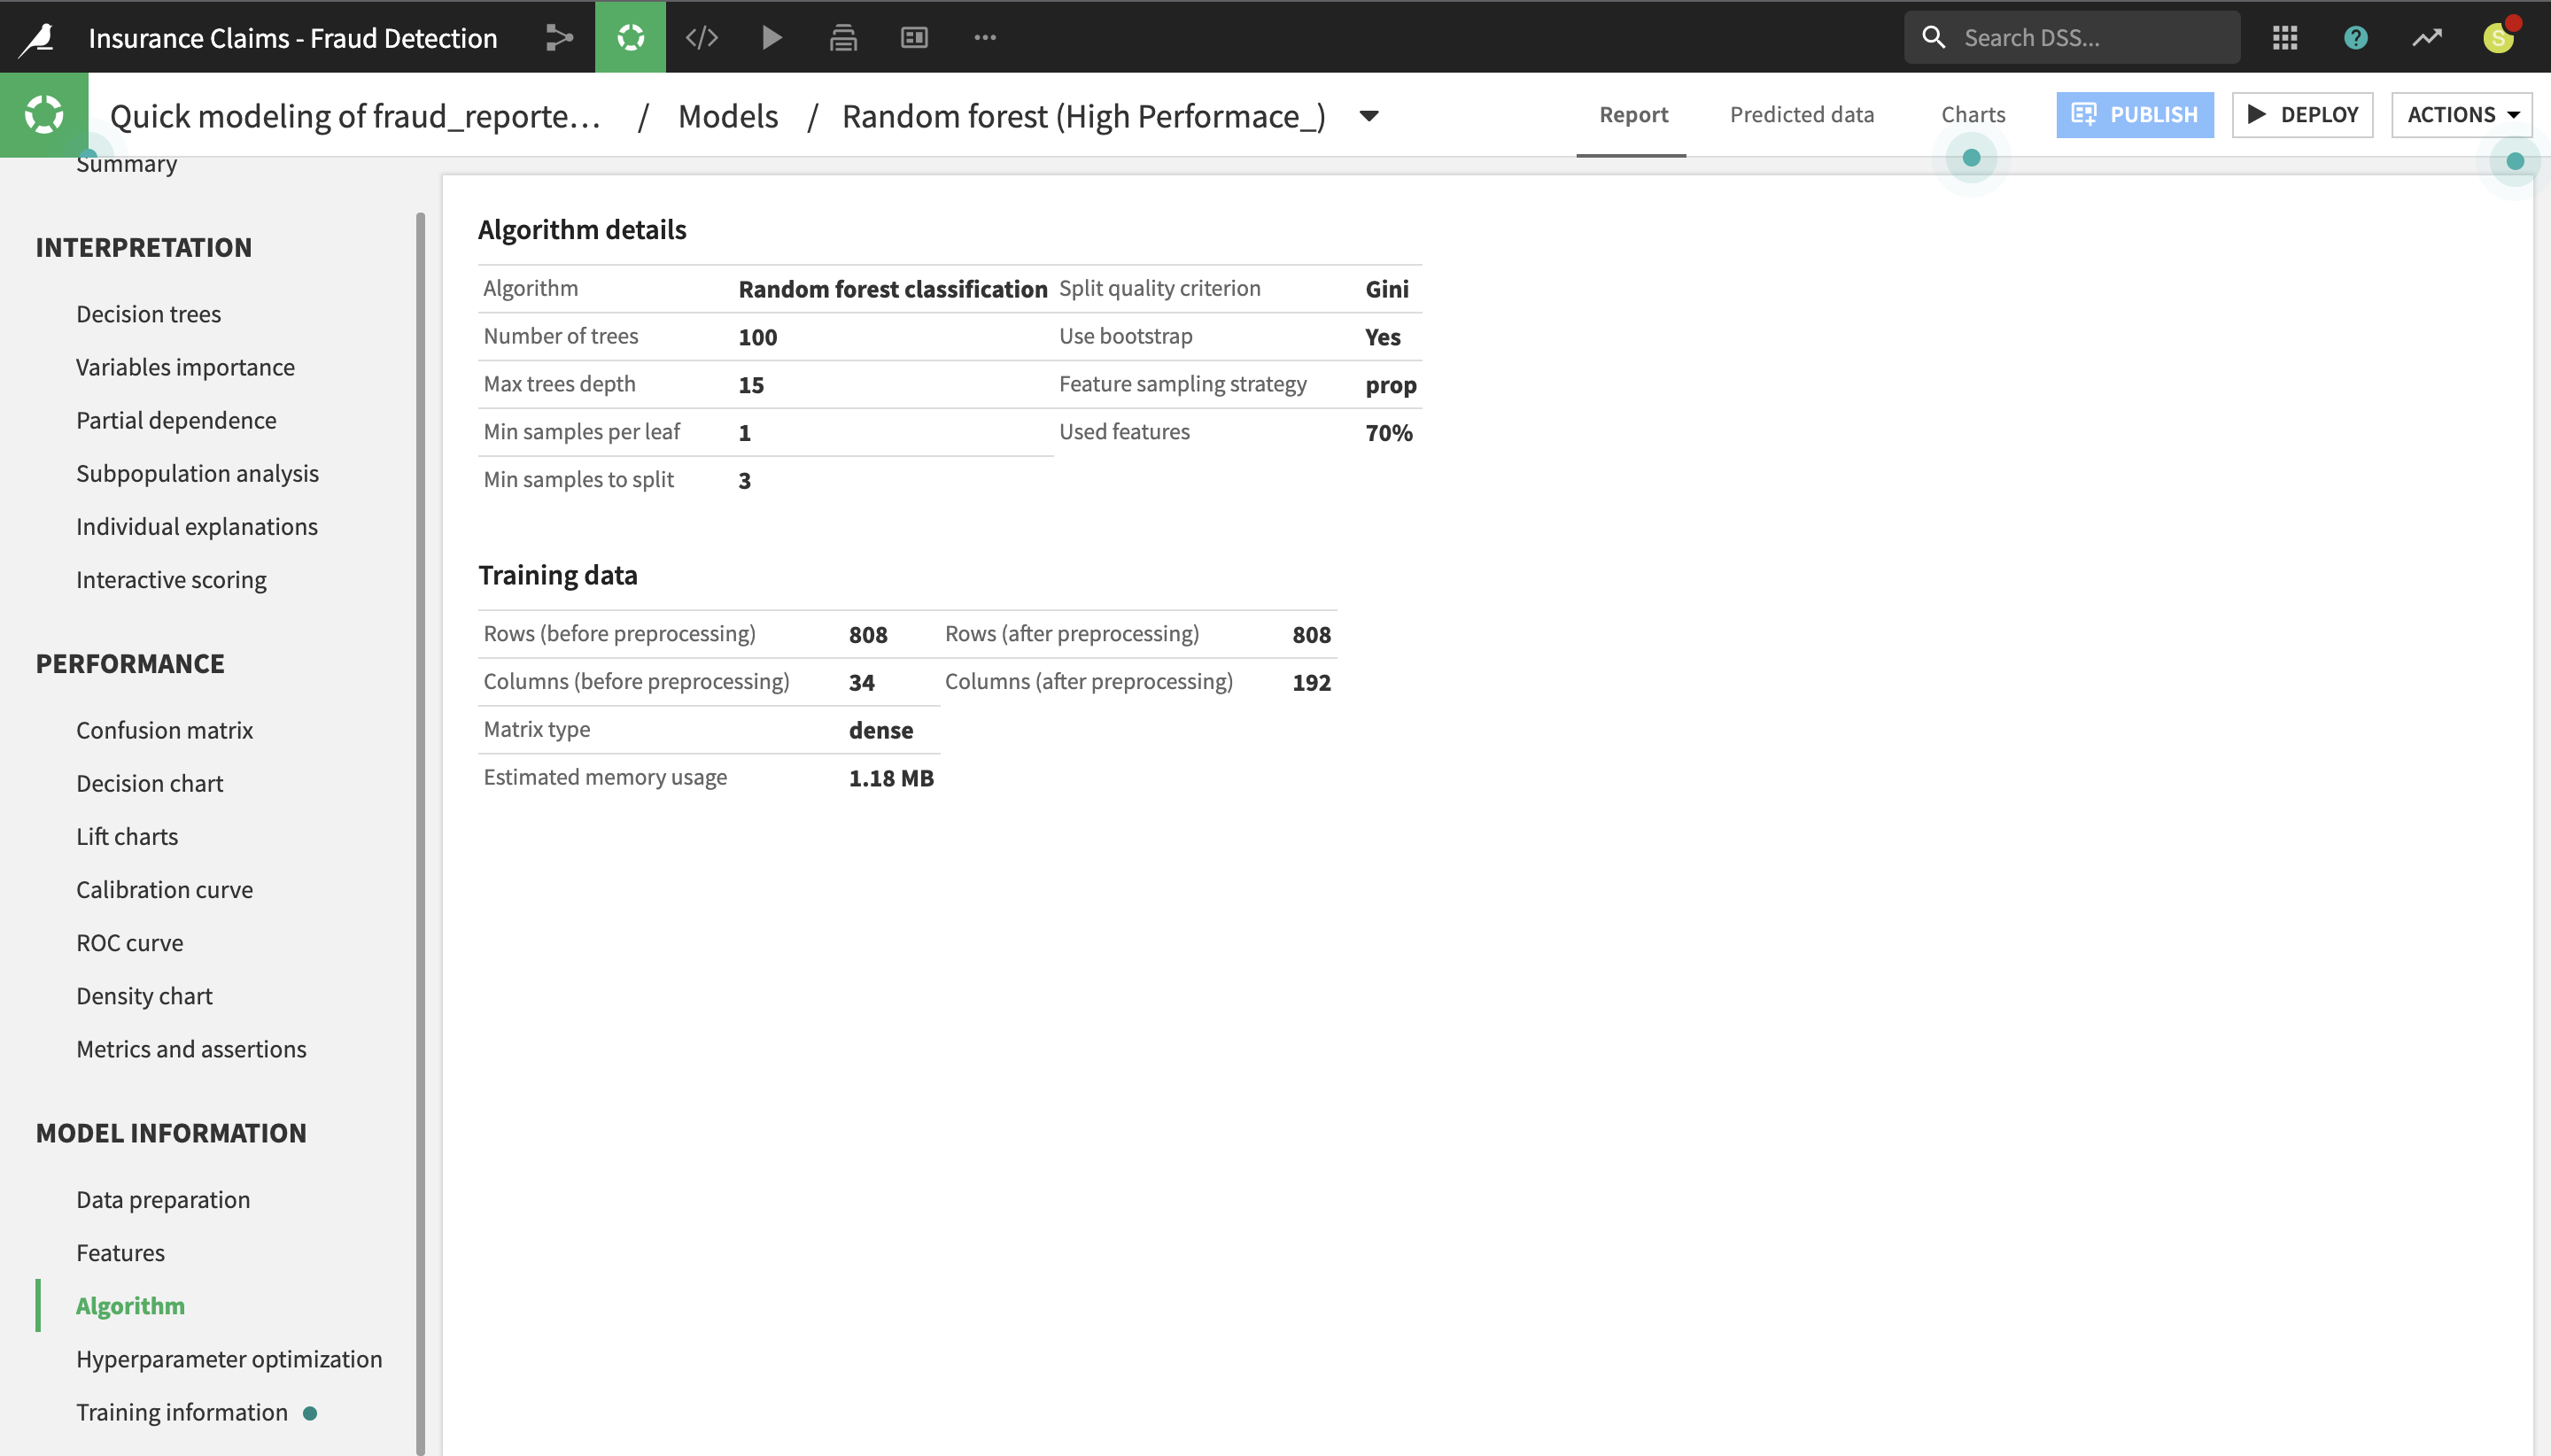 Insurance Claims - Fraud Detection
Search DSS...
?
S
Quick modeling of fraud_reporte... / Models / Random forest (High Performace_)
Report
Predicted data
Charts
PUBLISH
DEPLOY
ACTIONS
Summary
INTERPRETATION
Decision trees
Variables importance
Partial dependence
Subpopulation analysis
Individual explanations
Interactive scoring
PERFORMANCE
Confusion matrix
Decision chart
Lift charts
Calibration curve
ROC curve
Density chart
Metrics and assertions
MODEL INFORMATION
Data preparation
Features
Algorithm
Hyperparameter optimization
Training information
Algorithm details
Algorithm Random forest classification Split quality criterion Gini
Number of trees 100 Use bootstrap Yes
Max trees depth 15 Feature sampling strategy prop
Min samples per leaf 1 Used features 70%
Min samples to split 3
Training data
Rows (before preprocessing) 808 Rows (after preprocessing) 808
Columns (before preprocessing) 34 Columns (after preprocessing) 192
Matrix type dense
Estimated memory usage 1.18 MB